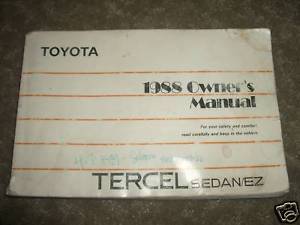 TOYOTA
1988 Owner's
Manual
For your safety and comfort
read carefully and keep in the vehicle.
TERCEL SEDAN/EZ